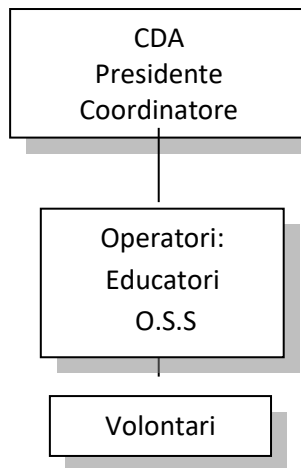 CDA
Presidente
Coordinatore
Operatori:
Educatori
O.S.S
Volontari